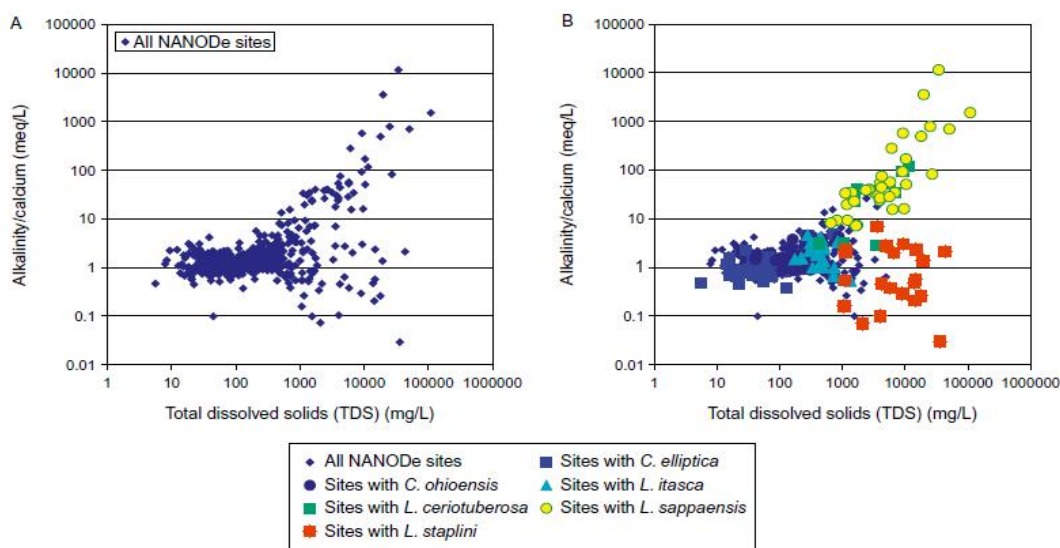 A
All NANODe sites
Alkalinity/calcium (meq/L)
100000
10000
1000
100
10
1
0.1
0.01
1
10
100
1000
10000
100000
1000000
Total dissolved solids (TDS) (mg/L)
B
Alkalinity/calcium (meq/L)
100000
10000
1000
100
10
1
0.1
0.01
1
10
100
1000
10000
100000
1000000
Total dissolved solids (TDS) (mg/L)
All NANODe sites
Sites with C. elliptica
Sites with C. ohioensis
Sites with L. itasca
Sites with L. ceriotuberosa
Sites with L. sappaensis
Sites with L. staplini